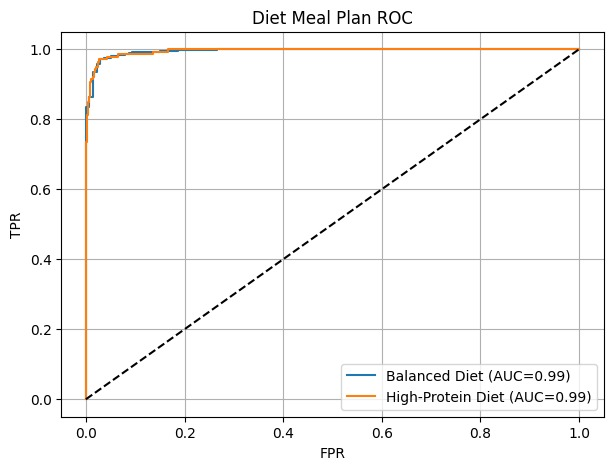 Diet Meal Plan ROC
TPR
1.0
0.8
0.6
0.4
0.2
0.0
Balanced Diet (AUC=0.99)
High-Protein Diet (AUC=0.99)
0.0 0.2 0.4 0.6 0.8 1.0
FPR